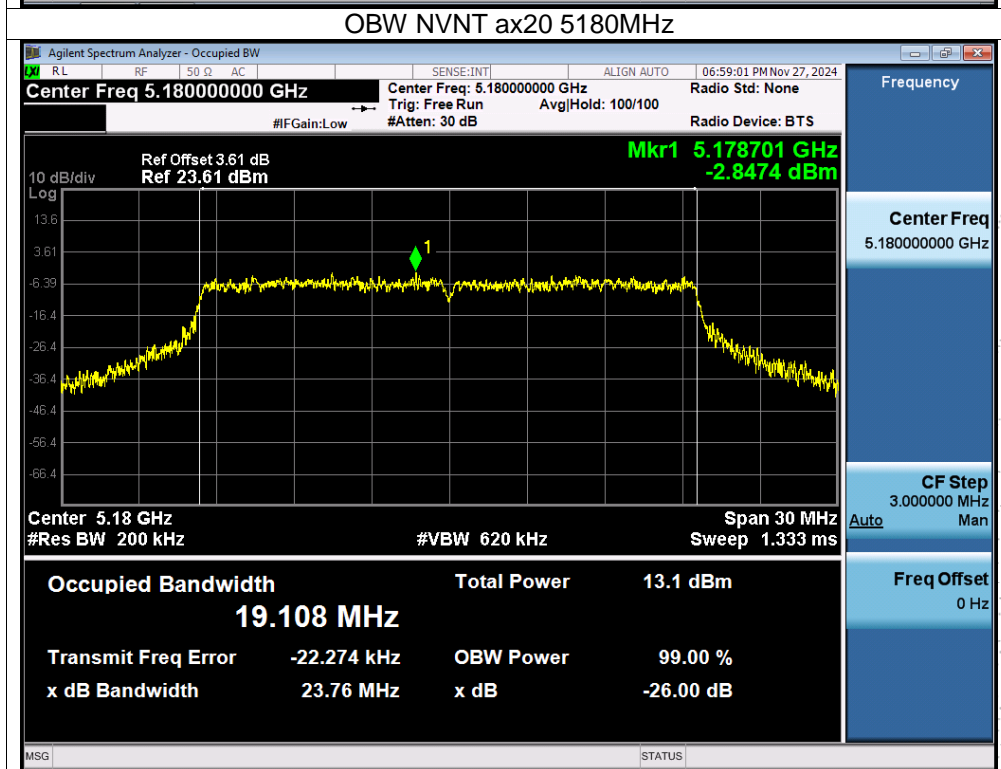 OBW NVNT ax20 5180MHz
Agilent Spectrum Analyzer - Occupied BW
LXI RL RF 50 Ω AC SENSE:INT ALIGN AUTO 06:59:01 PM Nov 27, 2024
Center Freq 5.180000000 GHz
Center Freq: 5.180000000 GHz Radio Std: None
Trig: Free Run Avg|Hold: 100/100
#IFGain:Low #Atten: 30 dB Radio Device: BTS
Frequency
Mkr1 5.178701 GHz
-2.8474 dBm
Ref Offset 3.61 dB
10 dB/div Ref 23.61 dBm
Log
13.6
3.61
-6.39
-16.4
-26.4
-36.4
-46.4
-56.4
-66.4
1
Center 5.18 GHz Span 30 MHz
#Res BW 200 kHz #VBW 620 kHz Sweep 1.333 ms
Center Freq
5.180000000 GHz
CF Step
3.000000 MHz
Auto Man
Freq Offset
0 Hz
Occupied Bandwidth Total Power 13.1 dBm
19.108 MHz
Transmit Freq Error -22.274 kHz OBW Power 99.00 %
x dB Bandwidth 23.76 MHz x dB -26.00 dB
MSG STATUS